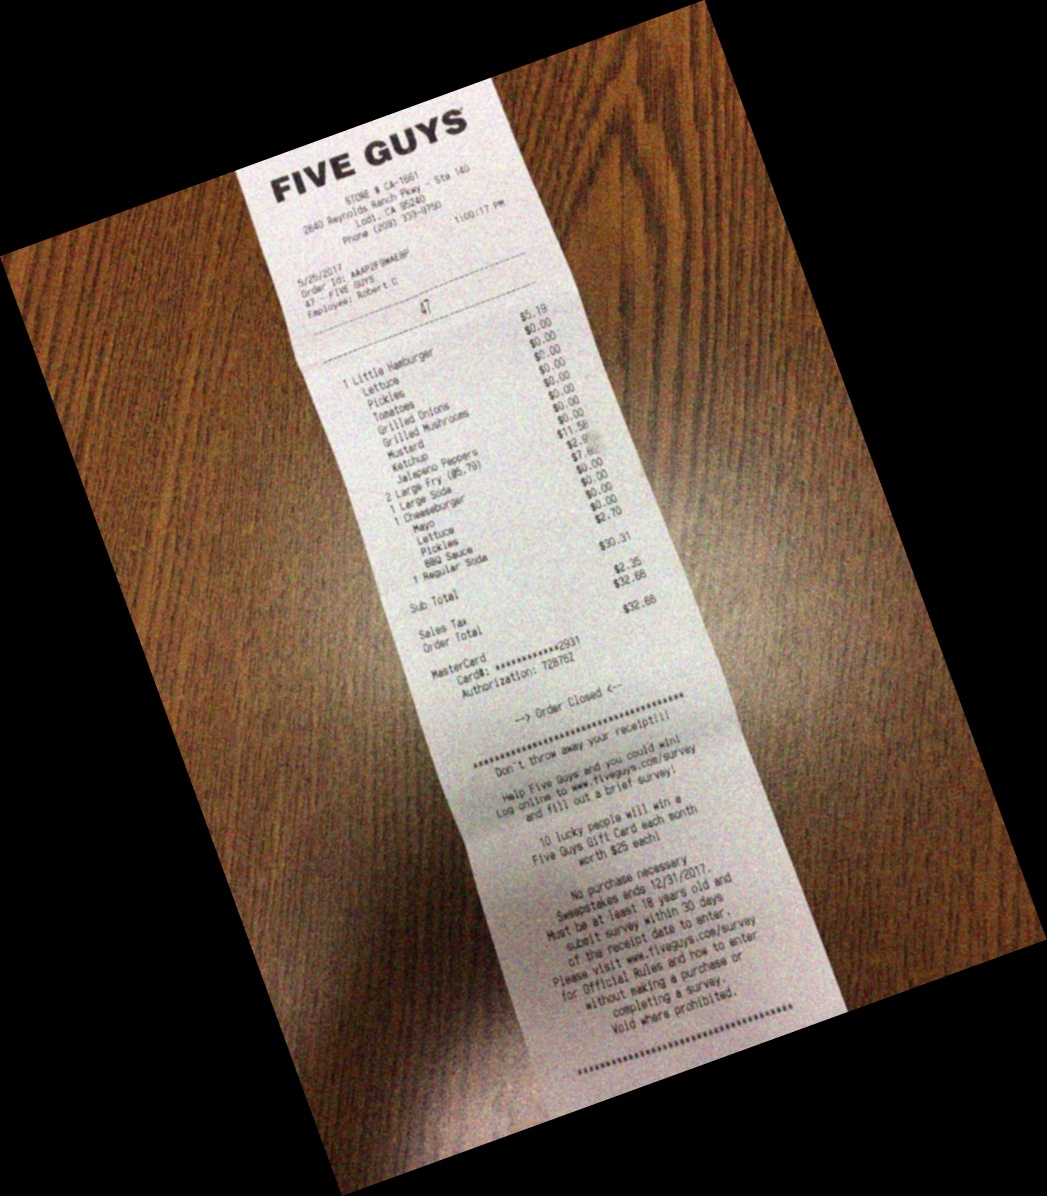 FIVE GUYS
STORE # CA-1661
2640 Reynolds Ranch Pkwy - Ste 140
Lodi, CA 95240
Phone (209) 333-9750
5/25/2017 1:00:17 PM
Order Id:
47 - FIVE GUYS
Employee: Robert C
47
1 Little Hamburger $5.19
Lettuce $0.00
Pickles $0.00
Tomatoes $0.00
Grilled Onions $0.00
Grilled Mushrooms $0.00
Mustard $0.00
Ketchup $0.00
Jalapeno Peppers $0.00
2 Large Fry (@5.79) $11.58
1 Large Soda
1 Cheeseburger
Mayo $0.00
Lettuce $0.00
Pickles $0.00
BBQ Sauce $0.00
1 Regular Soda $2.70
Sub Total $30.31
Sales Tax $2.35
Order Total $32.66
MasterCard $32.66
Card#: ************2931
Authorization: 72876Z
--> Order Closed <--
****************************************
Don't throw away your receipt!!!
Help Five Guys and you could win!
Log online to www.fiveguys.com/survey
and fill out a brief survey!
10 lucky people will win a
Five Guys Gift Card each month
worth $25 each!
No purchase necessary
Sweepstakes ends 12/31/2017.
Must be at least 18 years old and
submit survey within 30 days
of the receipt date to enter.
Please visit www.fiveguys.com/survey
for Official Rules and how to enter
without making a purchase or
completing a survey.
Void where prohibited.
****************************************